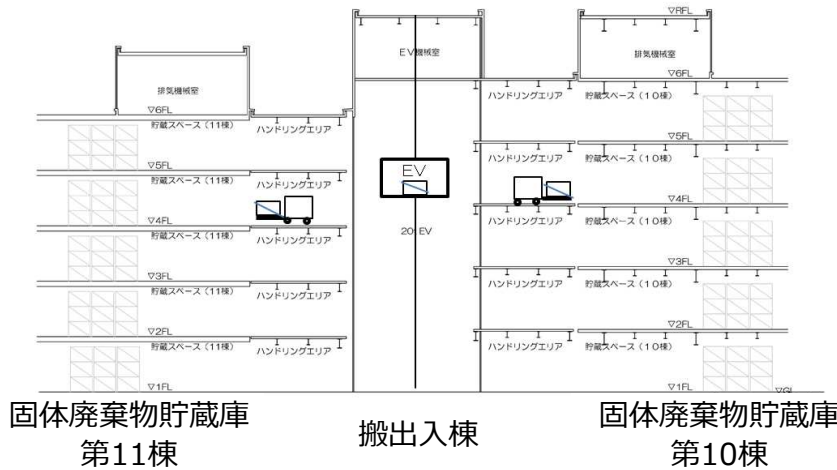 ▽RFL
EV機械室
排気機械室
排気機械室
▽6FL
ハンドリングエリア
貯蔵スペース(10棟)
▽6FL
貯蔵スペース(11棟)
ハンドリングエリア
▽5FL
ハンドリングエリア
貯蔵スペース(10棟)
▽5FL
貯蔵スペース(11棟)
ハンドリングエリア
EV
▽4FL
ハンドリングエリア
貯蔵スペース(10棟)
▽4FL
貯蔵スペース(11棟)
ハンドリングエリア
▽3FL
ハンドリングエリア
貯蔵スペース(10棟)
▽3FL
貯蔵スペース(11棟)
ハンドリングエリア
▽2FL
ハンドリングエリア
貯蔵スペース(10棟)
▽2FL
貯蔵スペース(11棟)
ハンドリングエリア
▽1FL
▽1FL
▽GL
固体廃棄物貯蔵庫
第11棟
搬出入棟
固体廃棄物貯蔵庫
第10棟